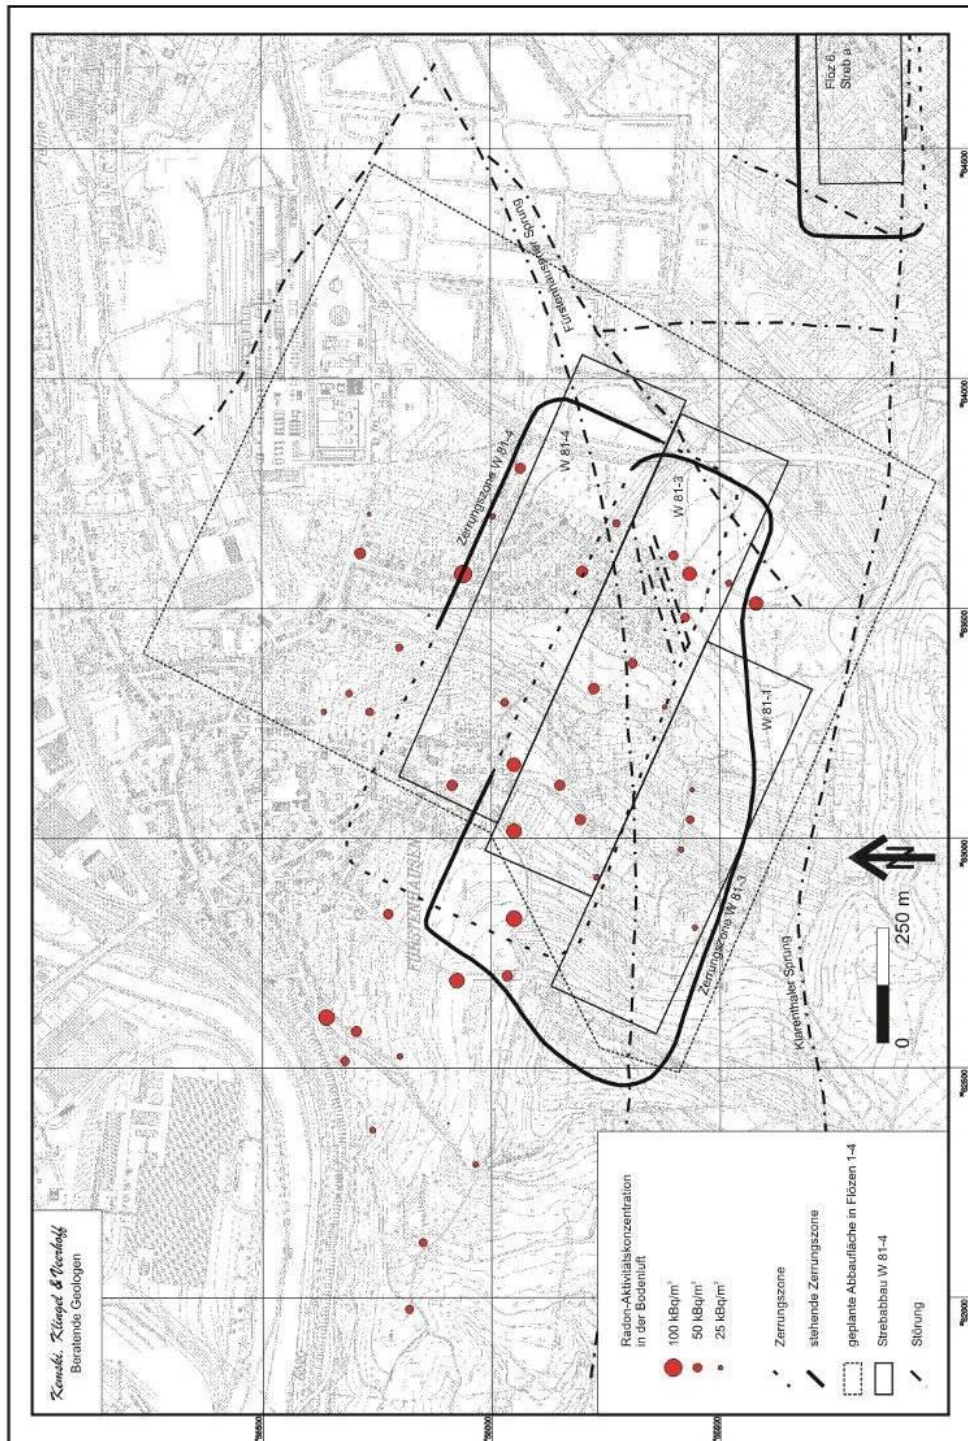 Kemski, Klingel & Veerhoff
Beratende Geologen
Radon-Aktivitätskonzentration
in der Bodenluft
100 kBq/m³
50 kBq/m³
25 kBq/m³
Zerrungszone
stehende Zerrungszone
geplante Abbaufläche in Flözen 1-4
Strebabbau W 81-4
Störung
0 250 m
N
Klarenthaler Sprung
Zerrungszone W 81-3
FÜRSTENHAUSEN
W 81-1
W 81-3
W 81-4
Zerrungszone W 81-4
Fürstenhausener Sprung
Flöz 6,
Streb a